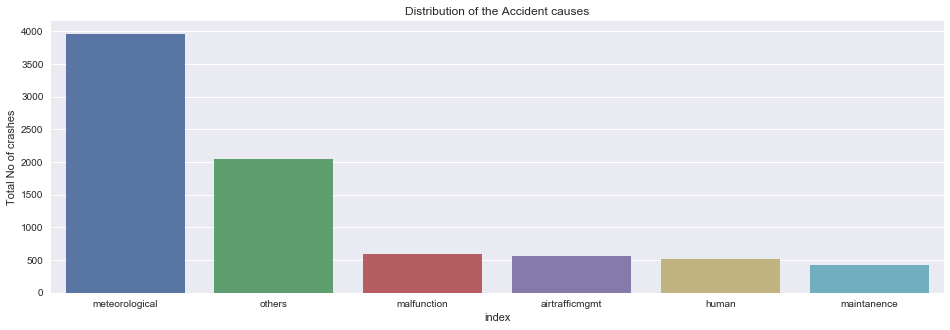 Distribution of the Accident causes
Total No of crashes
4000
3500
3000
2500
2000
1500
1000
500
0
meteorological others malfunction airtrafficmgmt human maintanence
index